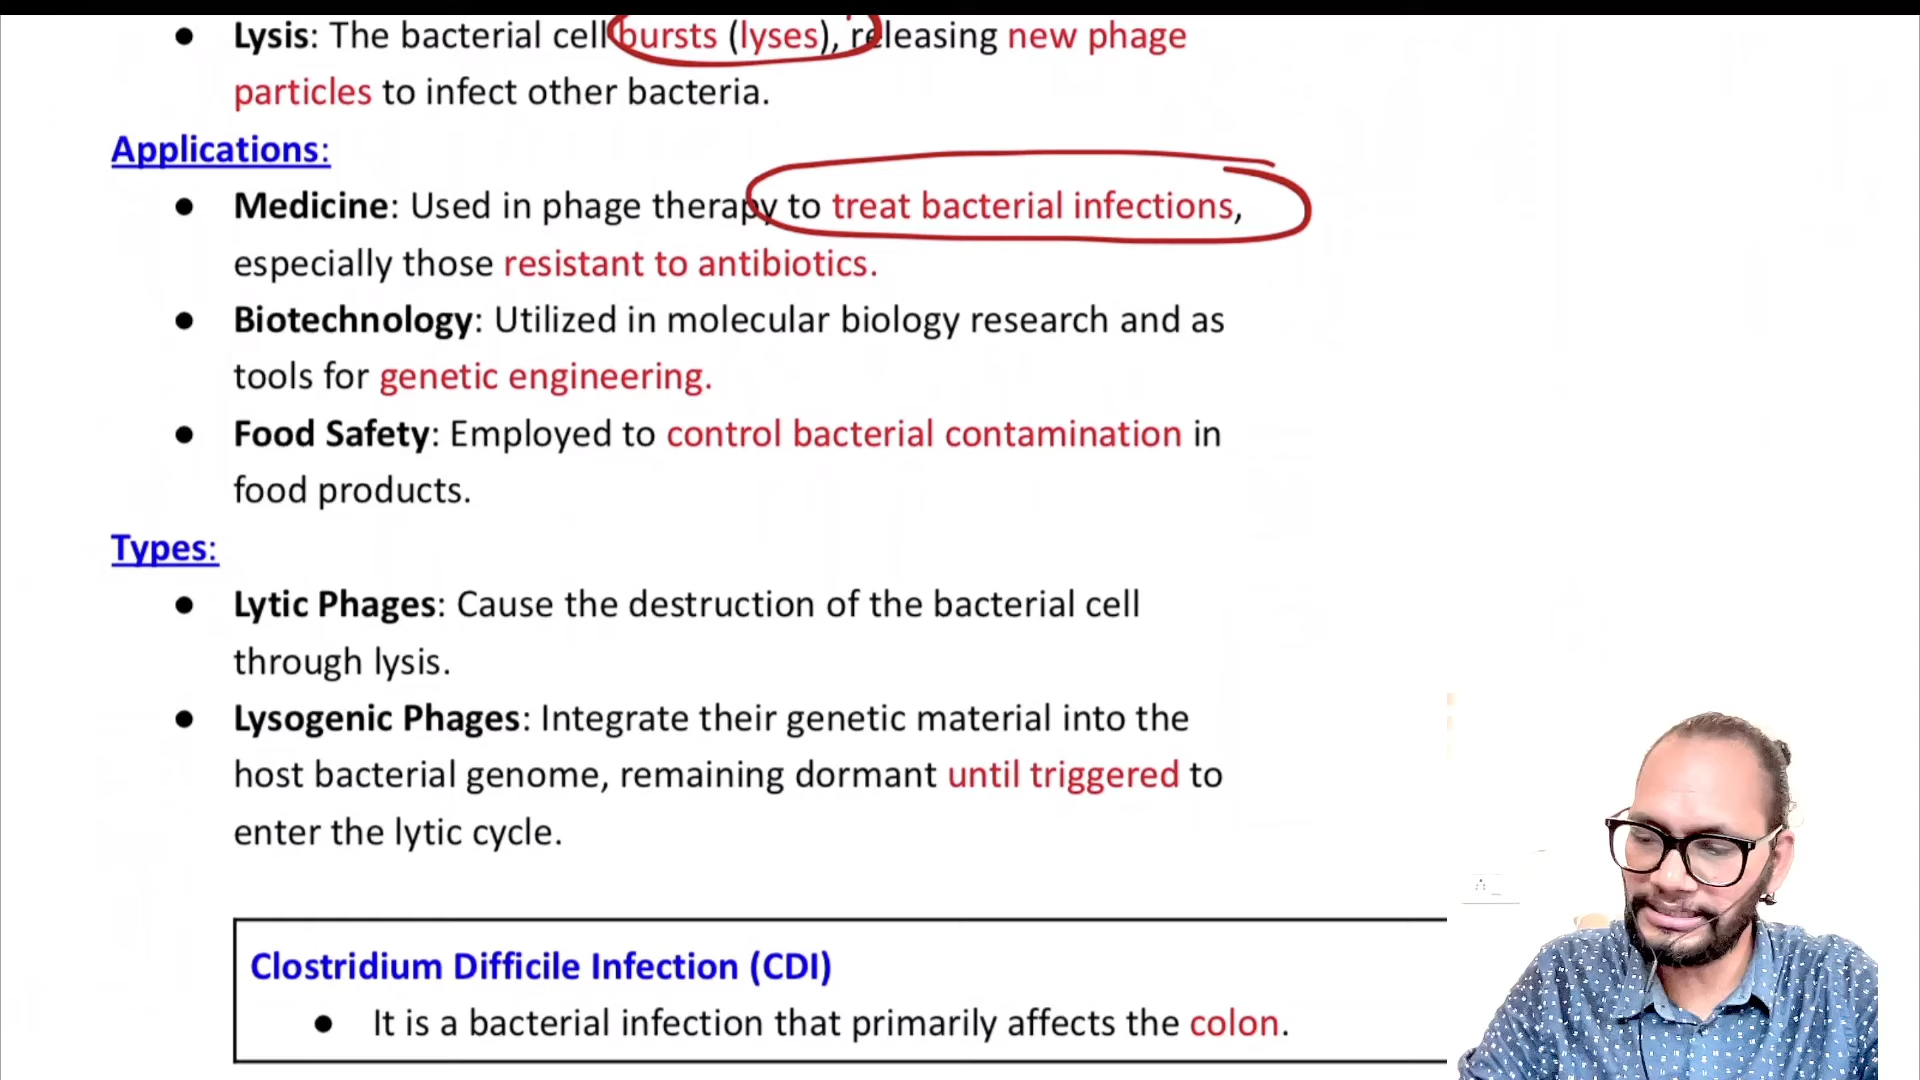 ● Lysis: The bacterial cell bursts (lyses), releasing new phage
particles to infect other bacteria.
Applications:
● Medicine: Used in phage therapy to treat bacterial infections,
especially those resistant to antibiotics.
● Biotechnology: Utilized in molecular biology research and as
tools for genetic engineering.
● Food Safety: Employed to control bacterial contamination in
food products.
Types:
● Lytic Phages: Cause the destruction of the bacterial cell
through lysis.
● Lysogenic Phages: Integrate their genetic material into the
host bacterial genome, remaining dormant until triggered to
enter the lytic cycle.
Clostridium Difficile Infection (CDI)
● It is a bacterial infection that primarily affects the colon.